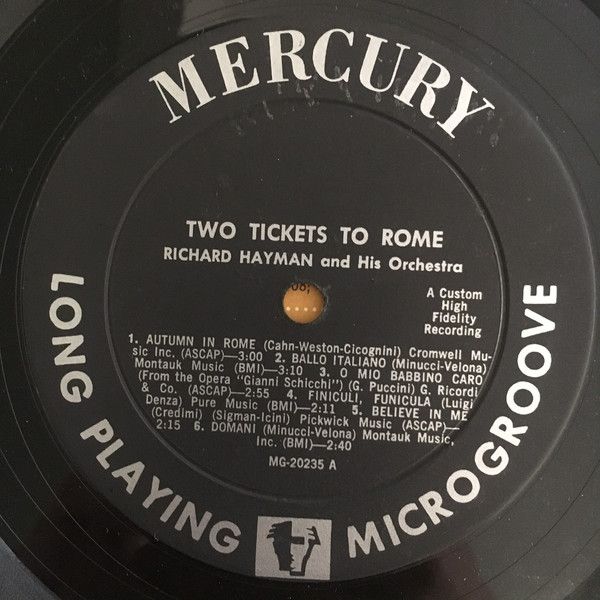 MERCURY
TWO TICKETS TO ROME
RICHARD HAYMAN and His Orchestra
A Custom
High
Fidelity
Recording
1. AUTUMN IN ROME (Cahn-Weston-Cicognini) Cromwell Mu-
sic Inc. (ASCAP)—3:00 2. BALLO ITALIANO (Minucci-Velona)
Montauk Music (BMI)—3:10 3. O MIO BABBINO CARO
(From the Opera "Gianni Schicchi") (G. Puccini) G. Ricordi
& Co. (ASCAP)—2:55 4. FINICULI, FUNICULA (Luigi
Denza) Pure Music (BMI)—2:11 5. BELIEVE IN ME
(Credimi) (Sigman-Icini) Pickwick Music (ASCAP)—
2:15 6. DOMANI (Minucci-Velona) Montauk Music,
Inc. (BMI)—2:40
MG-20235 A
LONG PLAYING MICROGROOVE